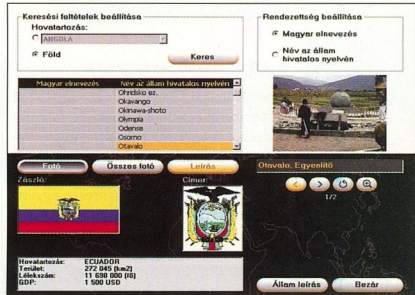 Keresési feltételek beállítása
Hovatartozás:
ANGOLA
Föld
Keres
Rendezettség beállítása
Magyar elnevezés
Név az állam
hivatalos nyelvén
Magyar elnevezés Név az állam hivatalos nyelvén
Ohridsko ez.
Okavango
Okinawa-shoto
Olympia
Odense
Osorno
Otavalo
Fotó
Összes fotó
Leírás
Otavalo, Egyenlítő
Zászló:
Címer:
1/2
Hovatartozás: ECUADOR
Terület: 272 045 (km2)
Lélekszám: 11 698 000 (fő)
GDP: 1 500 USD
Állam leírás
Bezár